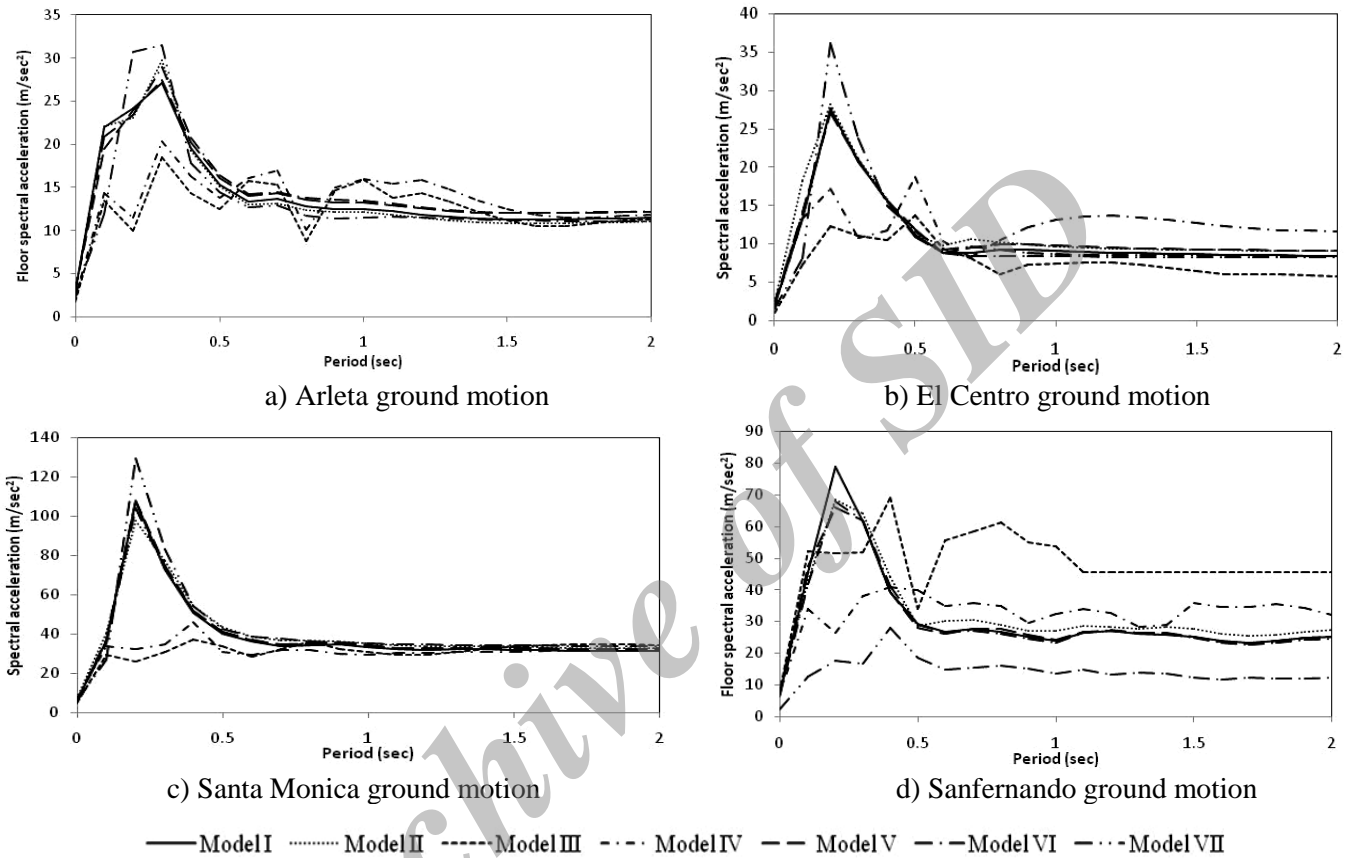 35
30
25
20
15
10
5
0
Floor spectral acceleration (m/sec²)
0 0.5 1 1.5 2
Period (sec)
a) Arleta ground motion
40
35
30
25
20
15
10
5
0
Spectral acceleration (m/sec²)
0 0.5 1 1.5 2
Period (sec)
b) El Centro ground motion
140
120
100
80
60
40
20
0
Spectral acceleration (m/sec²)
0 0.5 1 1.5 2
Period (sec)
c) Santa Monica ground motion
90
80
70
60
50
40
30
20
10
0
Floor spectral acceleration (m/sec²)
0 0.5 1 1.5 2
Period (sec)
d) Sanfernando ground motion
Model I Model II Model III Model IV Model V Model VI Model VII
chive of SID